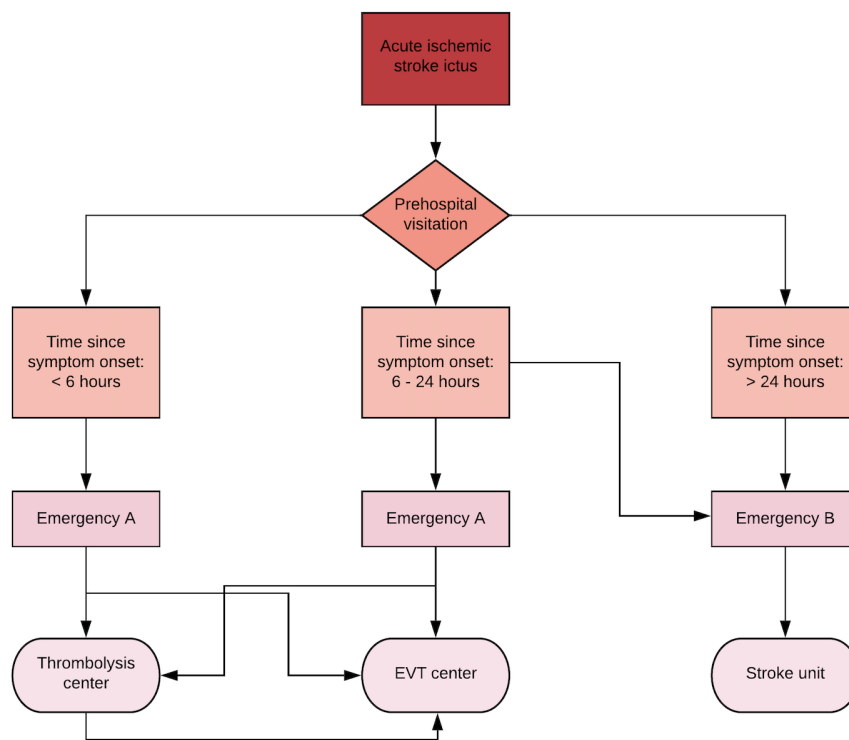 Acute ischemic
stroke ictus
Prehospital
visitation
Time since
symptom onset:
< 6 hours
Time since
symptom onset:
6 - 24 hours
Time since
symptom onset:
> 24 hours
Emergency A
Emergency A
Emergency B
Thrombolysis
center
EVT center
Stroke unit